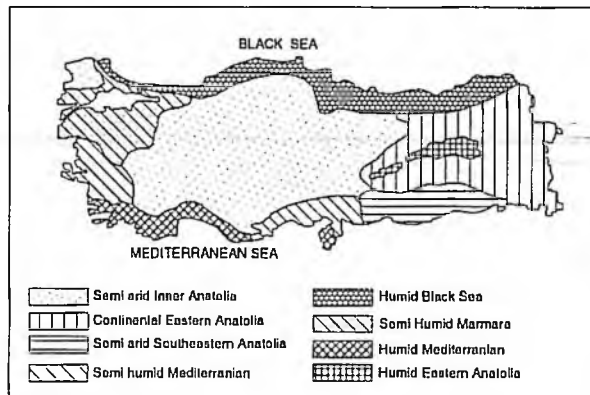 BLACK SEA
MEDITERRANEAN SEA
Semi arid Inner Anatolia
Continential Eastern Anatolia
Semi arid Southeastern Anatolia
Semi humid Mediterranian
Humid Black Sea
Semi Humid Marmara
Humid Mediterranian
Humid Eastern Anatolia